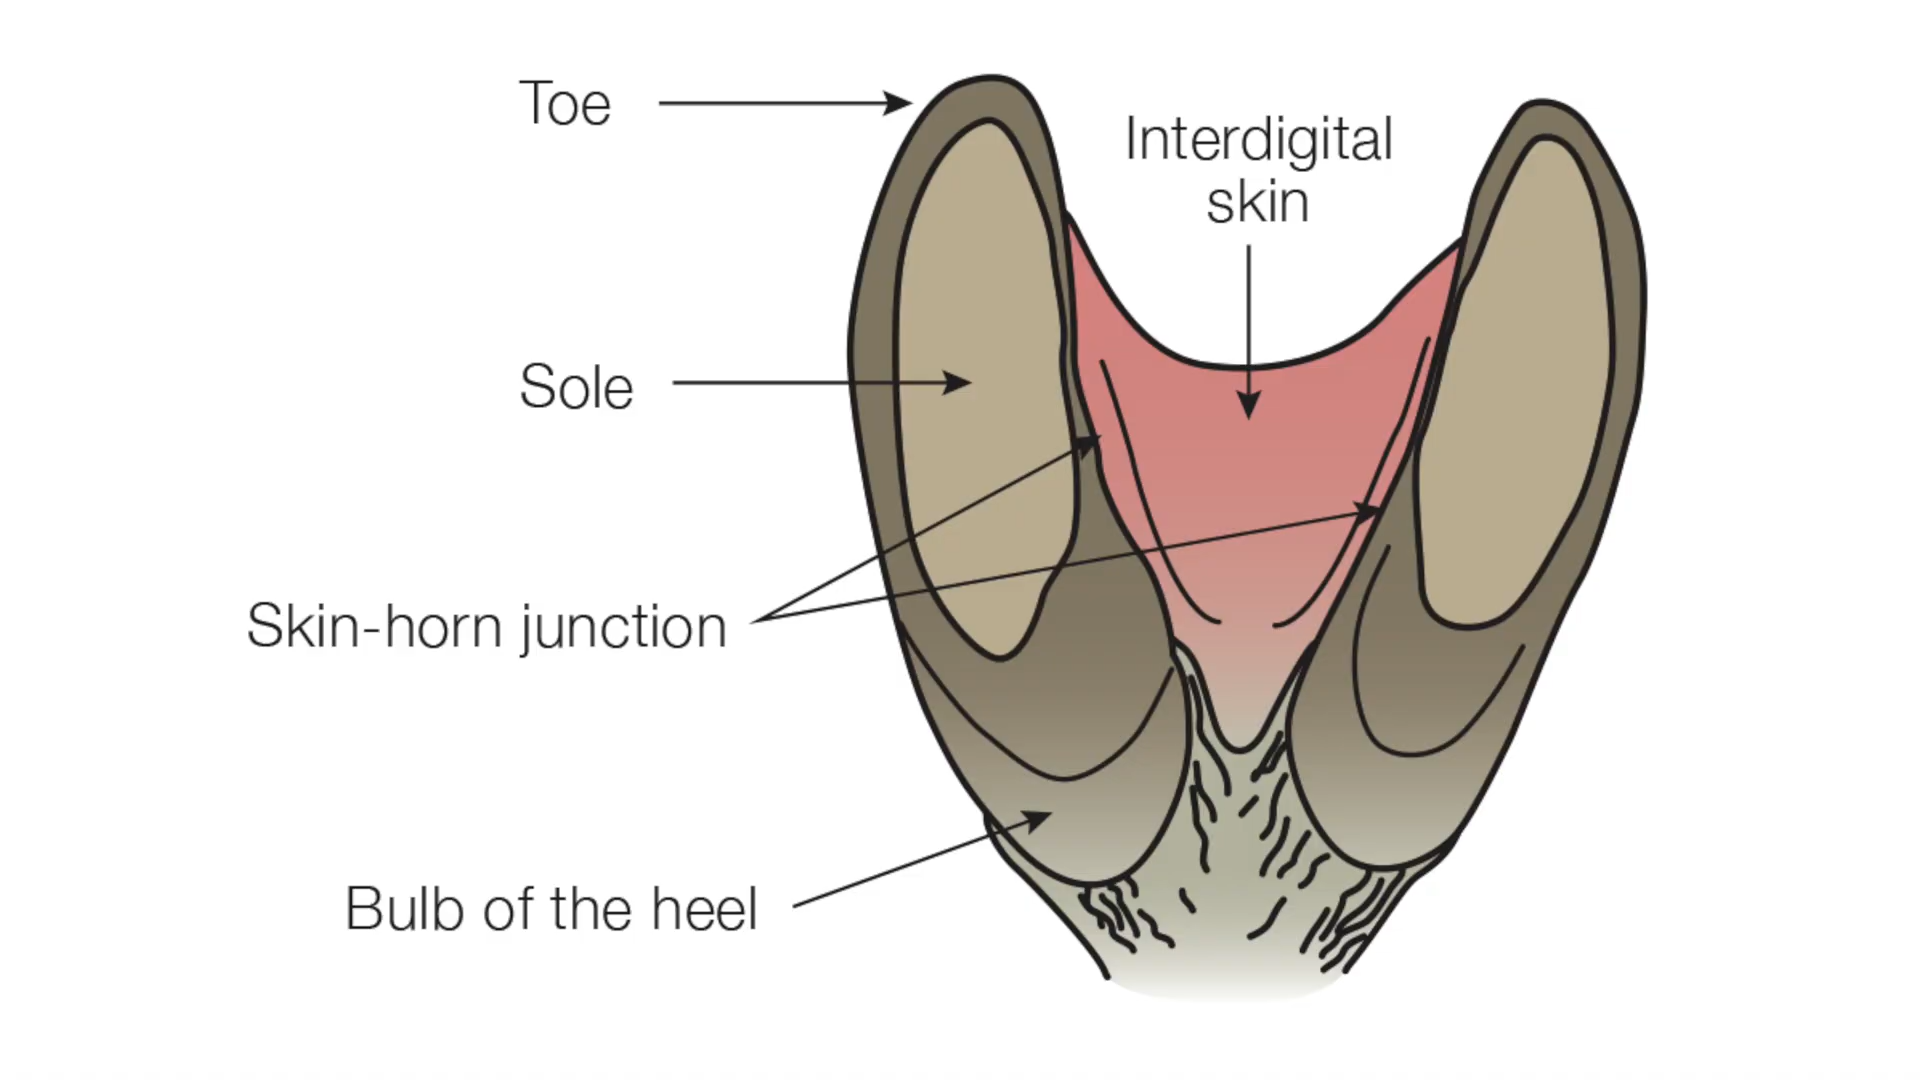 Toe
Interdigital
skin
Sole
Skin-horn junction
Bulb of the heel